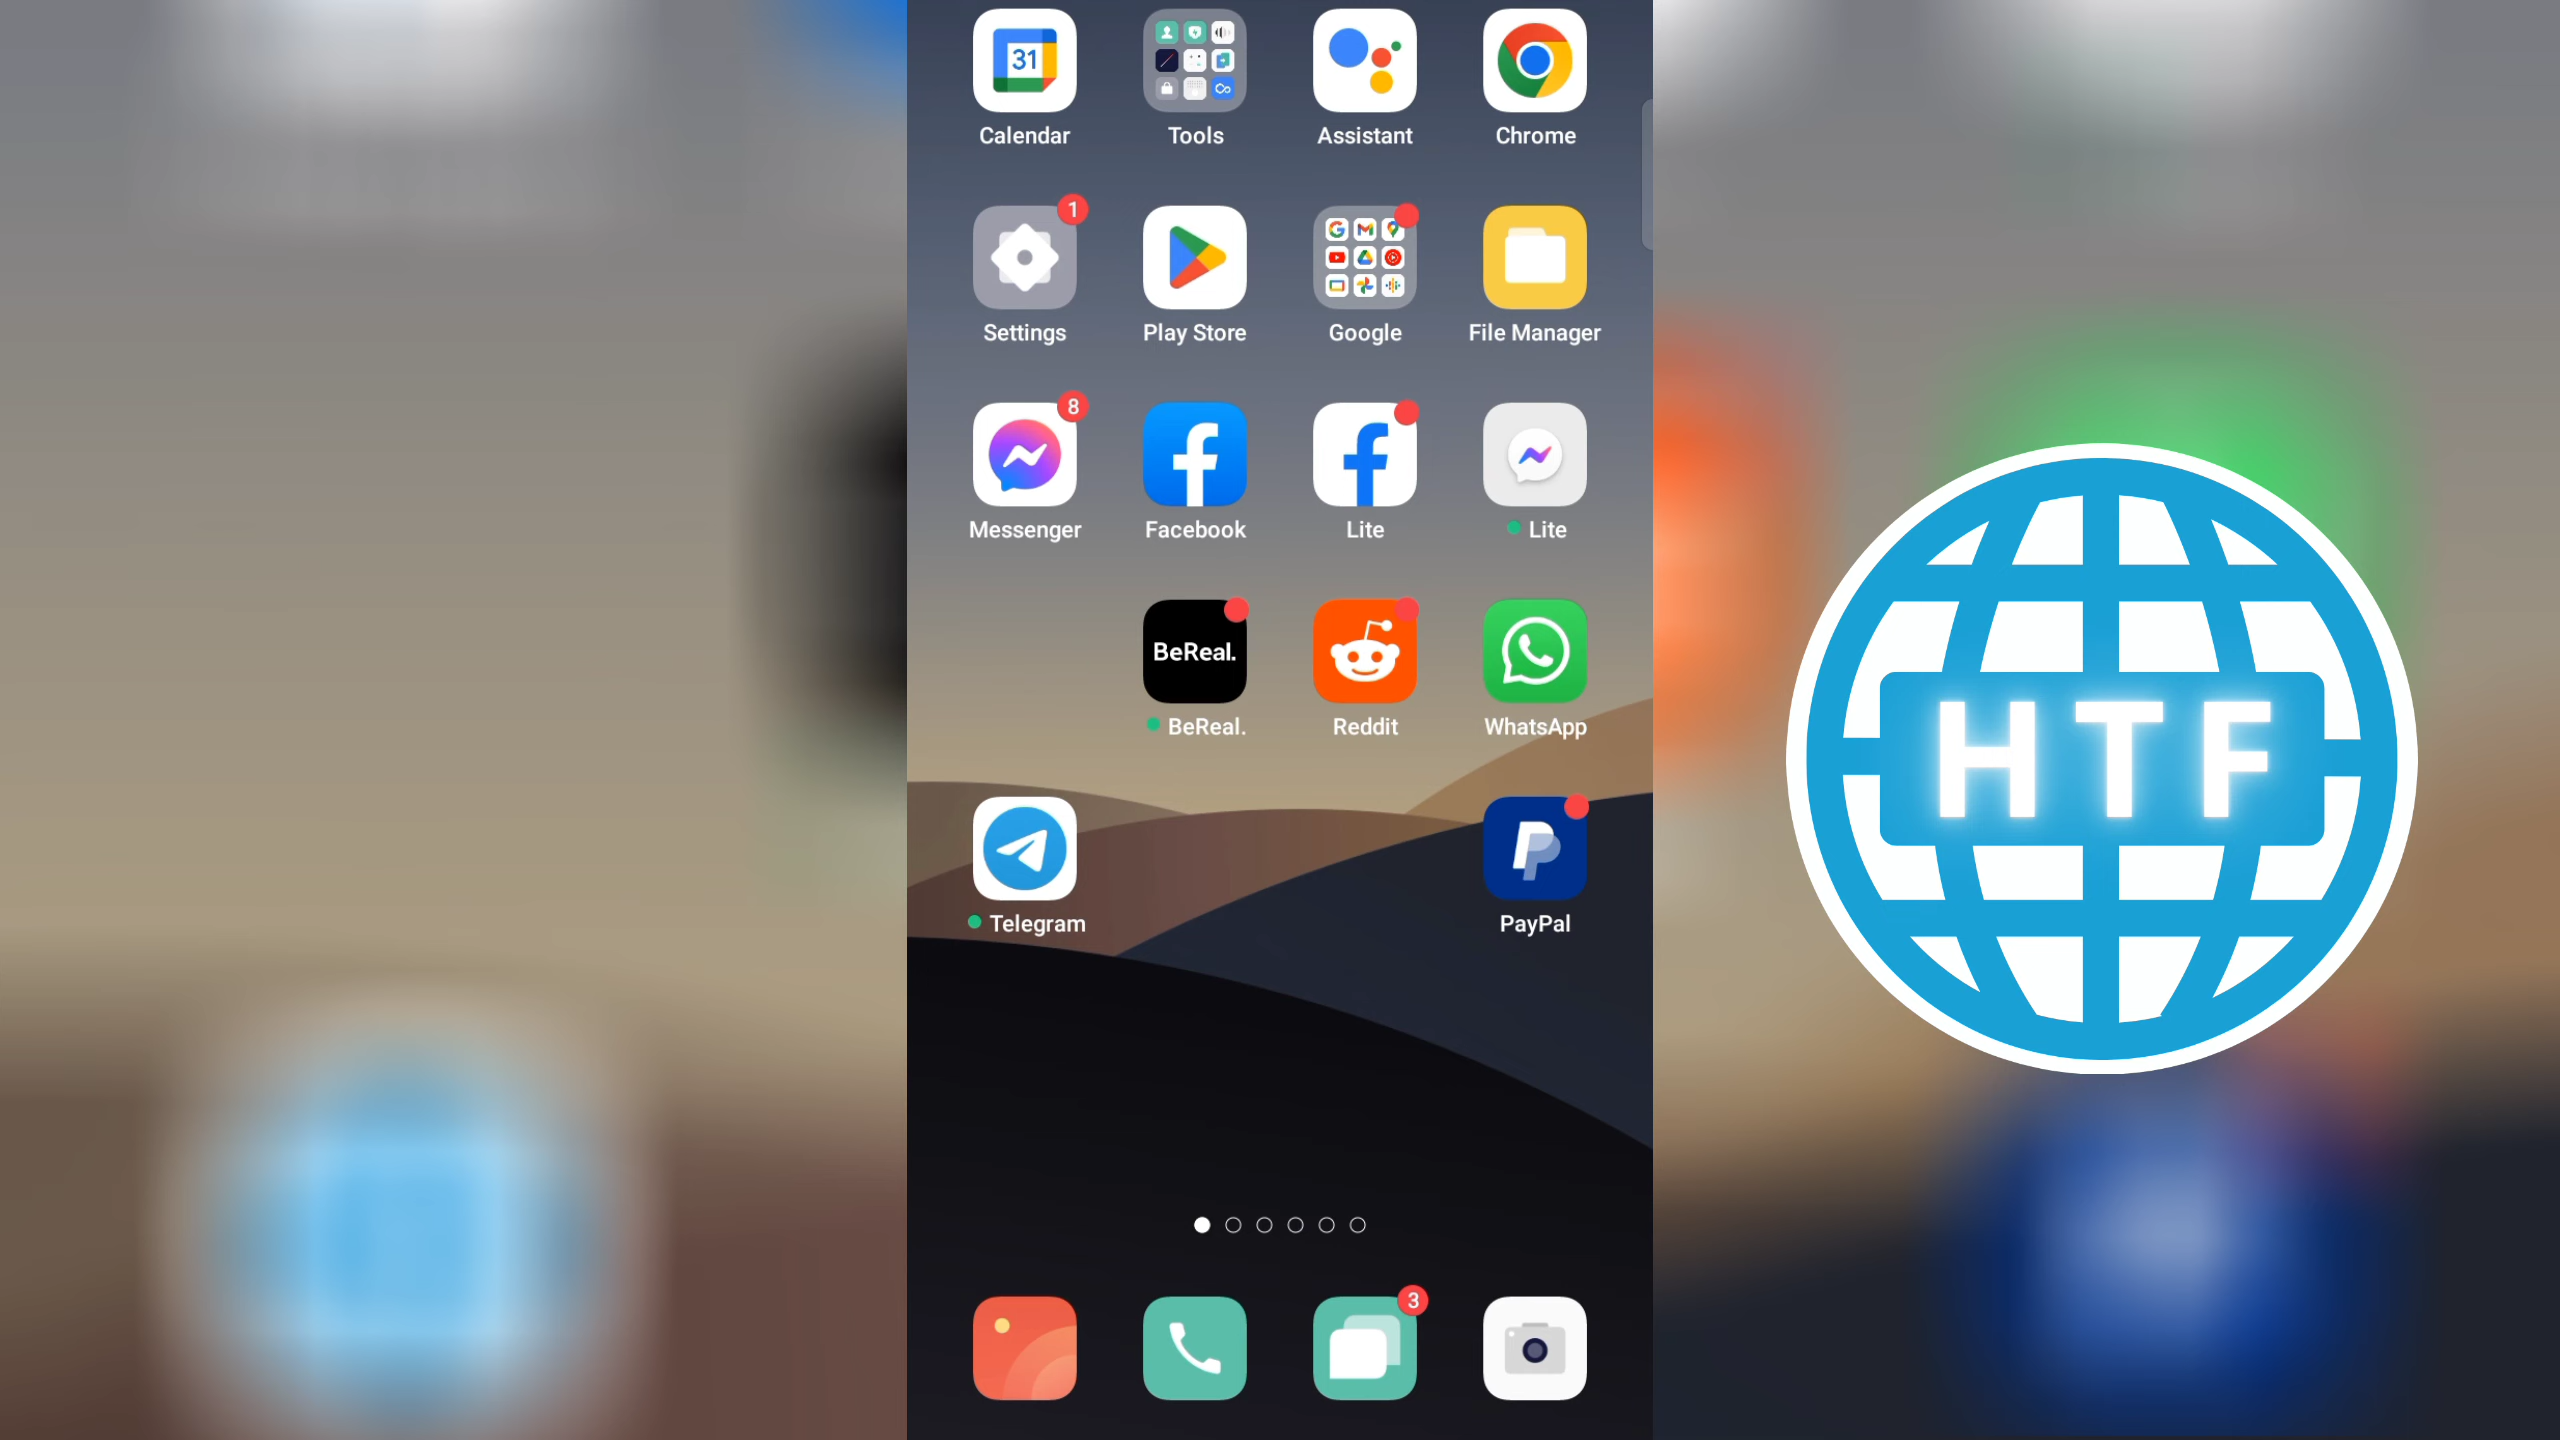 31
Calendar
Tools
Assistant
Chrome
1
Settings
Play Store
Google
File Manager
8
Messenger
Facebook
Lite
Lite
BeReal.
BeReal.
Reddit
WhatsApp
HTF
Telegram
PayPal
3